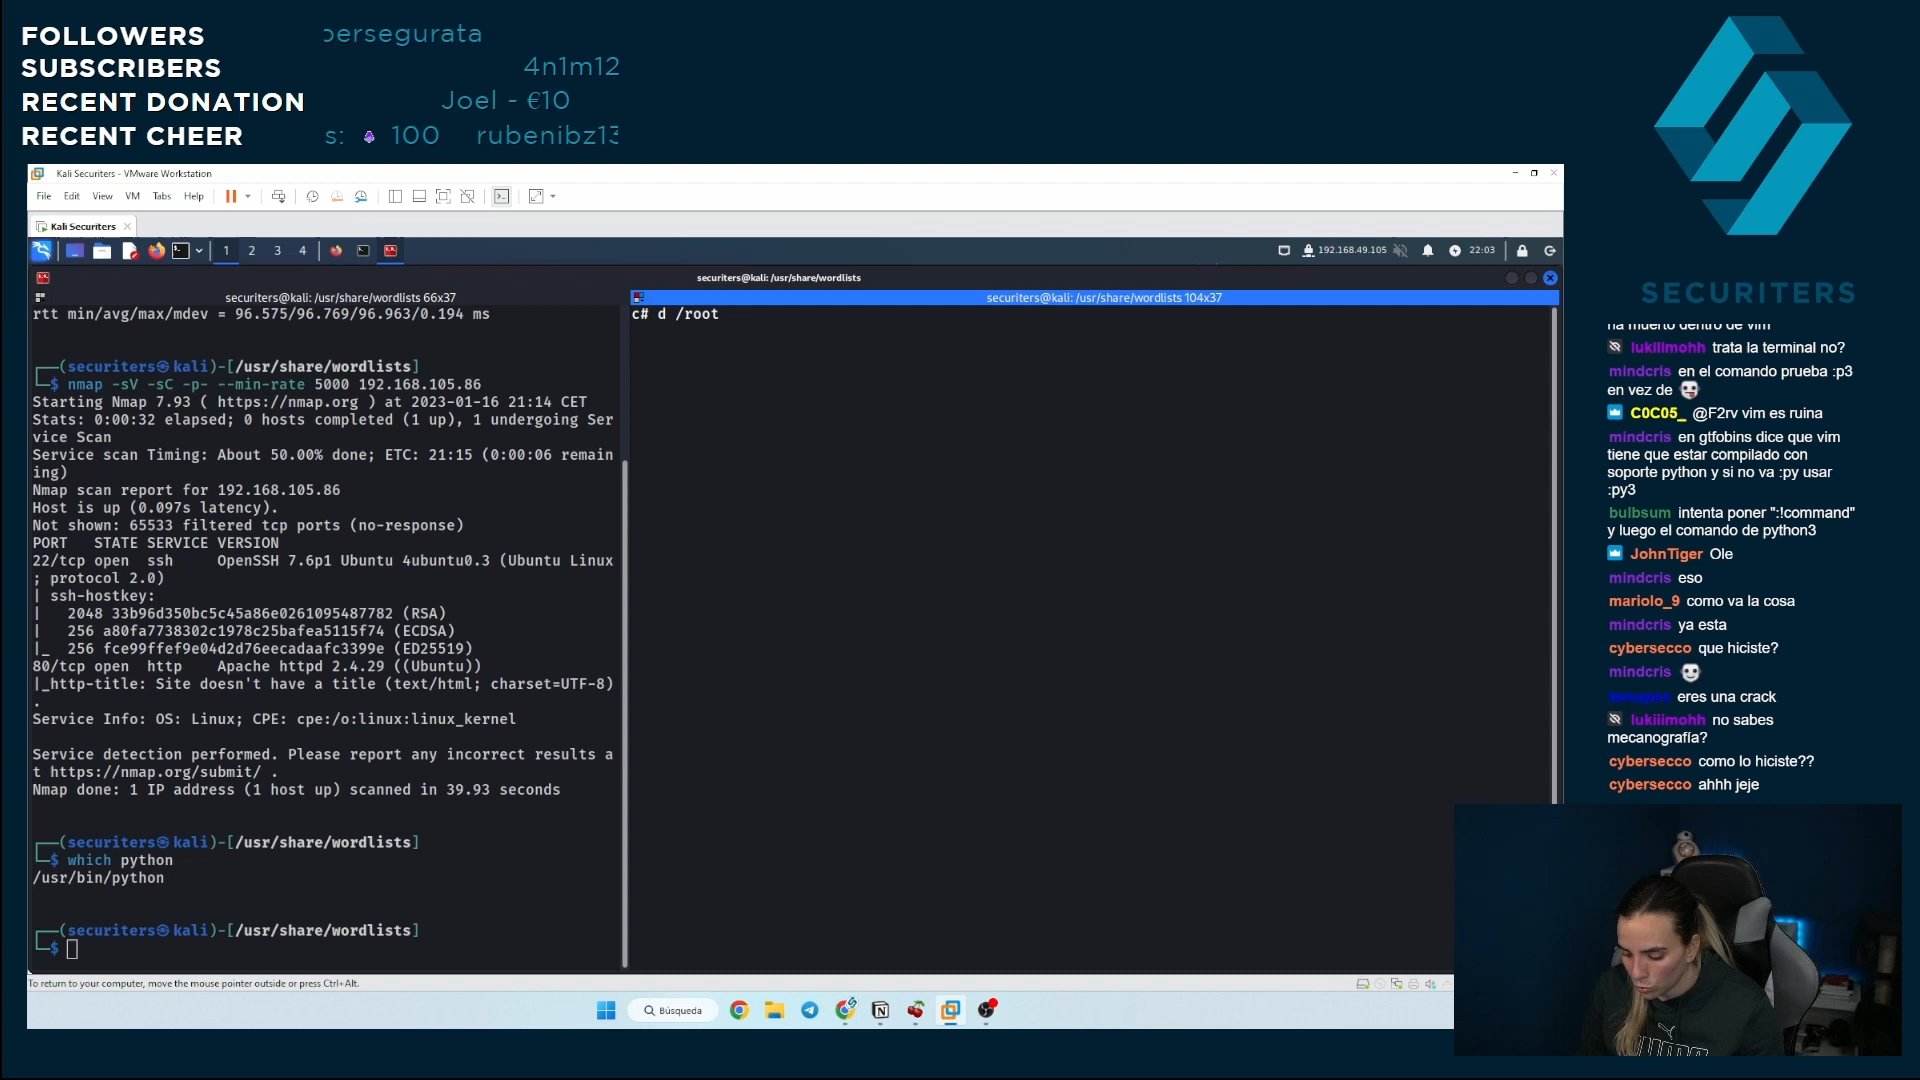 FOLLOWERS
persegurata
SUBSCRIBERS
4n1m12
RECENT DONATION
Joel - €10
RECENT CHEER
s: 100 rubenibz13
Kali Securiters - VMware Workstation
File Edit View VM Tabs Help
Kali Securiters
1 2 3 4
192.168.49.105
22:03
securiters@kali: /usr/share/wordlists
securiters@kali: /usr/share/wordlists 66x37
rtt min/avg/max/mdev = 96.575/96.769/96.963/0.194 ms
┌──(securiters㉿kali)-[/usr/share/wordlists]
└─$ nmap -sV -sC -p- --min-rate 5000 192.168.105.86
Starting Nmap 7.93 ( https://nmap.org ) at 2023-01-16 21:14 CET
Stats: 0:00:32 elapsed; 0 hosts completed (1 up), 1 undergoing Ser
vice Scan
Service scan Timing: About 50.00% done; ETC: 21:15 (0:00:06 remain
ing)
Nmap scan report for 192.168.105.86
Host is up (0.097s latency).
Not shown: 65533 filtered tcp ports (no-response)
PORT   STATE SERVICE VERSION
22/tcp open  ssh     OpenSSH 7.6p1 Ubuntu 4ubuntu0.3 (Ubuntu Linux
; protocol 2.0)
| ssh-hostkey:
|   2048 33b96d350bc5c45a86e0261095487782 (RSA)
|   256 a80fa7738302c1978c25bafea5115f74 (ECDSA)
|_  256 fce99ffef9e04d2d76eecadaafc3399e (ED25519)
80/tcp open  http    Apache httpd 2.4.29 ((Ubuntu))
|_http-title: Site doesn't have a title (text/html; charset=UTF-8)
.
Service Info: OS: Linux; CPE: cpe:/o:linux:linux_kernel
Service detection performed. Please report any incorrect results a
t https://nmap.org/submit/ .
Nmap done: 1 IP address (1 host up) scanned in 39.93 seconds
┌──(securiters㉿kali)-[/usr/share/wordlists]
└─$ which python
/usr/bin/python
┌──(securiters㉿kali)-[/usr/share/wordlists]
└─$
securiters@kali: /usr/share/wordlists 104x37
c# d /root
To return to your computer, move the mouse pointer outside or press Ctrl+Alt.
Búsqueda
SECURITERS
ha muerto dentro de vim
lukiiimohh trata la terminal no?
mindcris en el comando prueba :p3
en vez de
C0C05_ @F2rv vim es ruina
mindcris en gtfobins dice que vim
tiene que estar compilado con
soporte python y si no va :py usar
:py3
bulbsum intenta poner ":!command"
y luego el comando de python3
JohnTiger Ole
mindcris eso
mariolo_9 como va la cosa
mindcris ya esta
cybersecco que hiciste?
mindcris
eres una crack
lukiiimohh no sabes
mecanografía?
cybersecco como lo hiciste??
cybersecco ahhh jeje